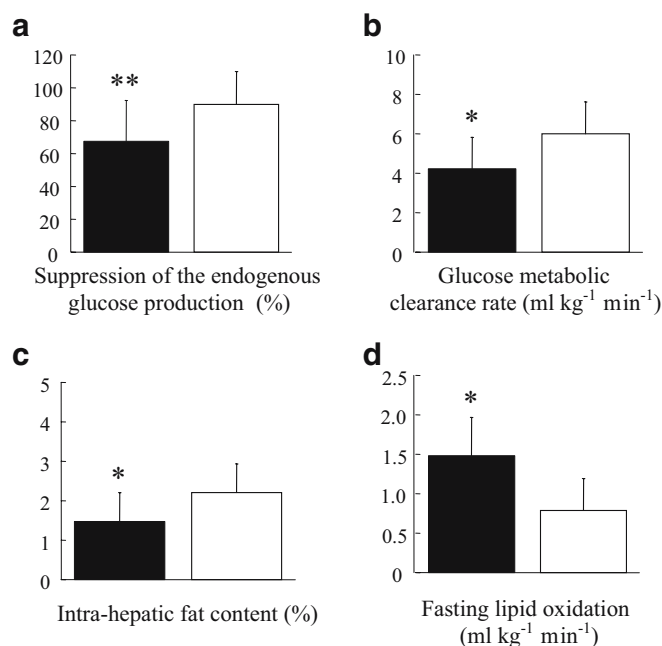 a
120
100
80
60
40
20
0
**
Suppression of the endogenous
glucose production (%)
b
10
8
6
4
2
0
*
Glucose metabolic
clearance rate (ml kg⁻¹ min⁻¹)
c
5
4
3
2
1
0
*
Intra-hepatic fat content (%)
d
2.5
2.0
1.5
1.0
0.5
0
*
Fasting lipid oxidation
(ml kg⁻¹ min⁻¹)